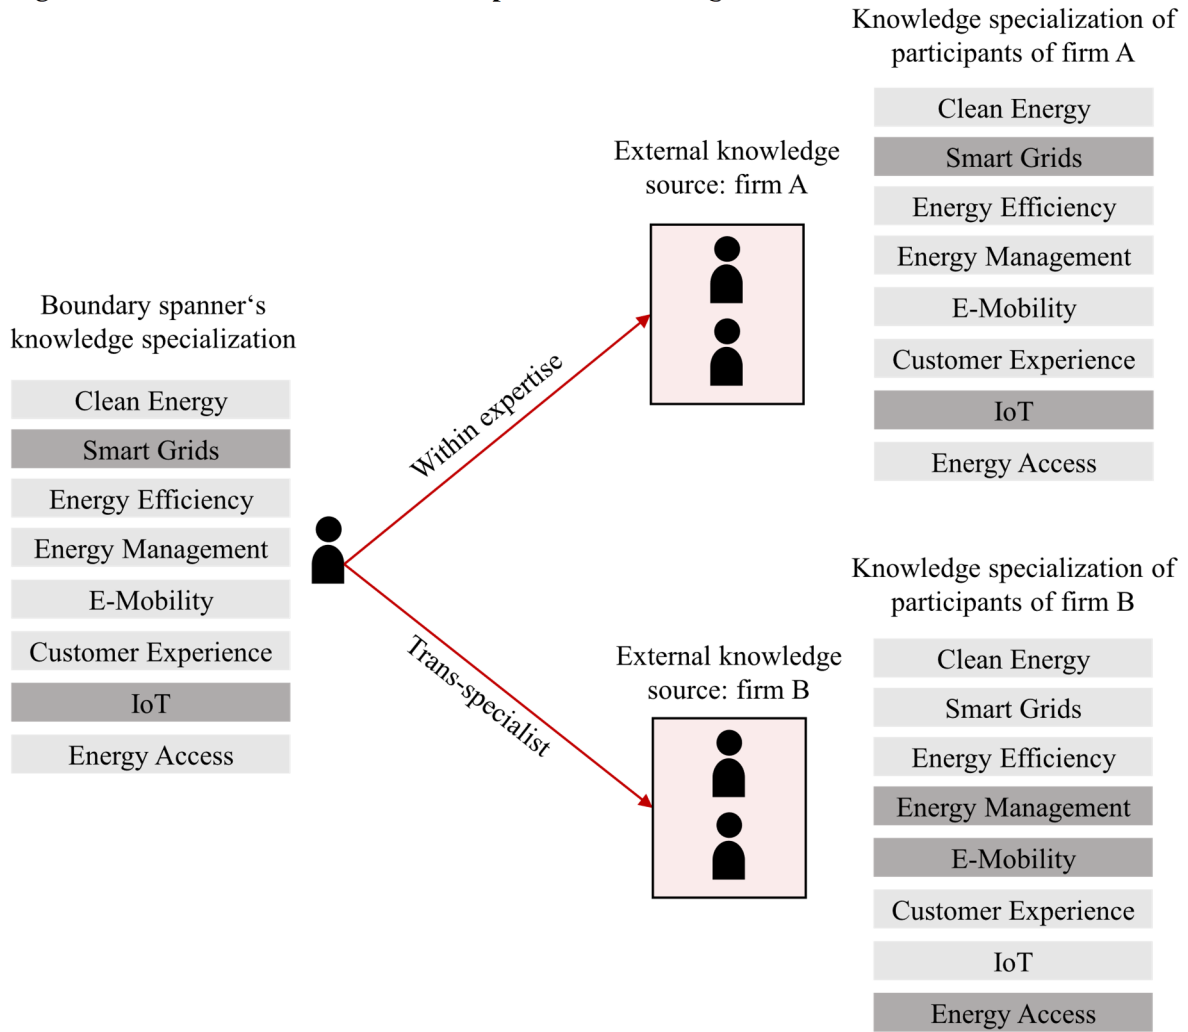 Knowledge specialization of
participants of firm A
Clean Energy
Smart Grids
Energy Efficiency
Energy Management
E-Mobility
Customer Experience
IoT
Energy Access
External knowledge
source: firm A
Boundary spanner‘s
knowledge specialization
Clean Energy
Smart Grids
Energy Efficiency
Energy Management
E-Mobility
Customer Experience
IoT
Energy Access
Within expertise
Trans-specialist
External knowledge
source: firm B
Knowledge specialization of
participants of firm B
Clean Energy
Smart Grids
Energy Efficiency
Energy Management
E-Mobility
Customer Experience
IoT
Energy Access